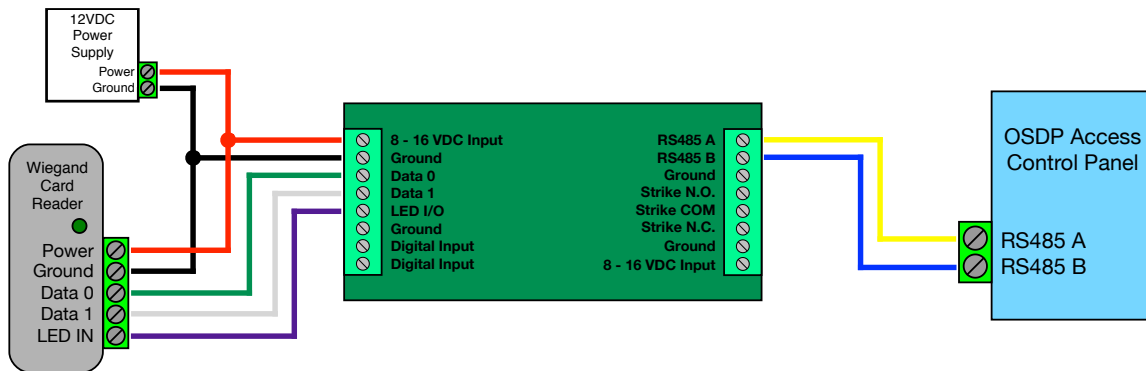 12VDC
Power
Supply
Power
Ground
Wiegand
Card
Reader
Power
Ground
Data 0
Data 1
LED IN
8 - 16 VDC Input
Ground
Data 0
Data 1
LED I/O
Ground
Digital Input
Digital Input
RS485 A
RS485 B
Ground
Strike N.O.
Strike COM
Strike N.C.
Ground
8 - 16 VDC Input
OSDP Access
Control Panel
RS485 A
RS485 B